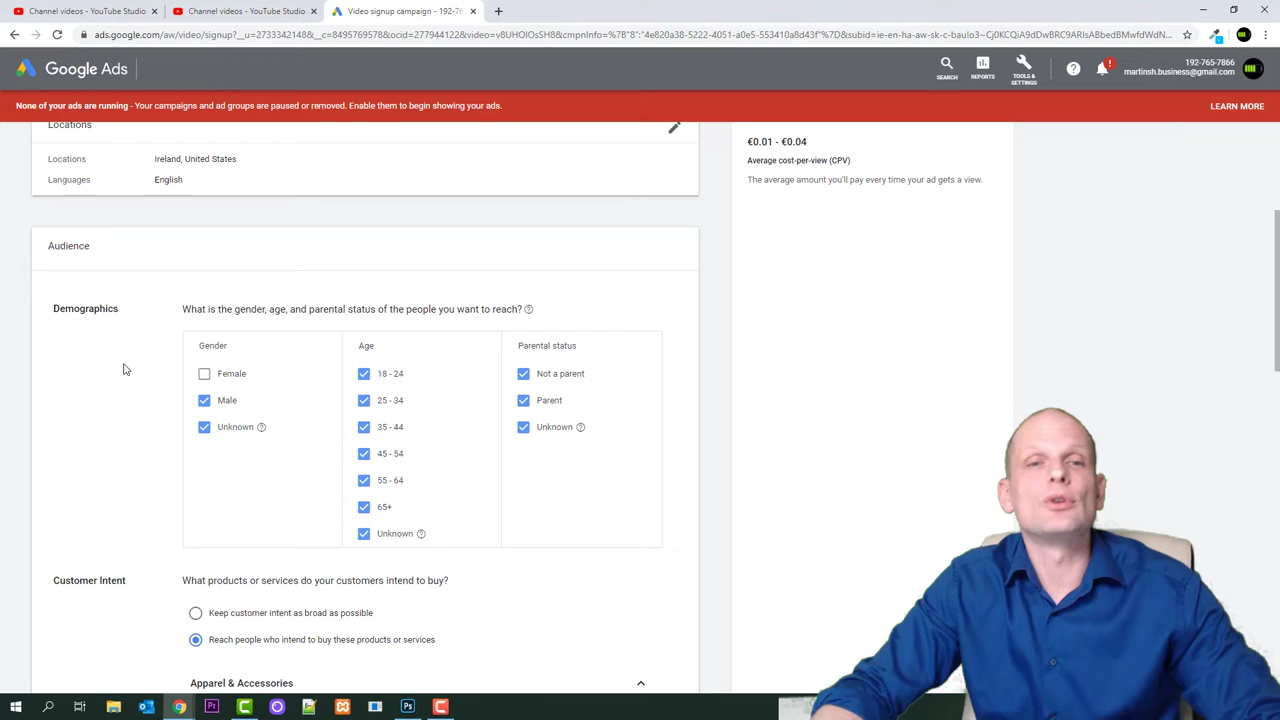 Channel videos - YouTube Studio
Channel videos - YouTube Studio
Video signup campaign - 192-76
Google Ads
SEARCH
REPORTS
TOOLS & SETTINGS
192-765-7866
martinsh.business@gmail.com
None of your ads are running - Your campaigns and ad groups are paused or removed. Enable them to begin showing your ads.
LEARN MORE
Locations
Locations Ireland, United States
Languages English
€0.01 - €0.04
Average cost-per-view (CPV)
The average amount you'll pay every time your ad gets a view.
Audience
Demographics
What is the gender, age, and parental status of the people you want to reach?
Gender
Female
Male
Unknown
Age
18 - 24
25 - 34
35 - 44
45 - 54
55 - 64
65+
Unknown
Parental status
Not a parent
Parent
Unknown
Customer Intent
What products or services do your customers intend to buy?
Keep customer intent as broad as possible
Reach people who intend to buy these products or services
Apparel & Accessories